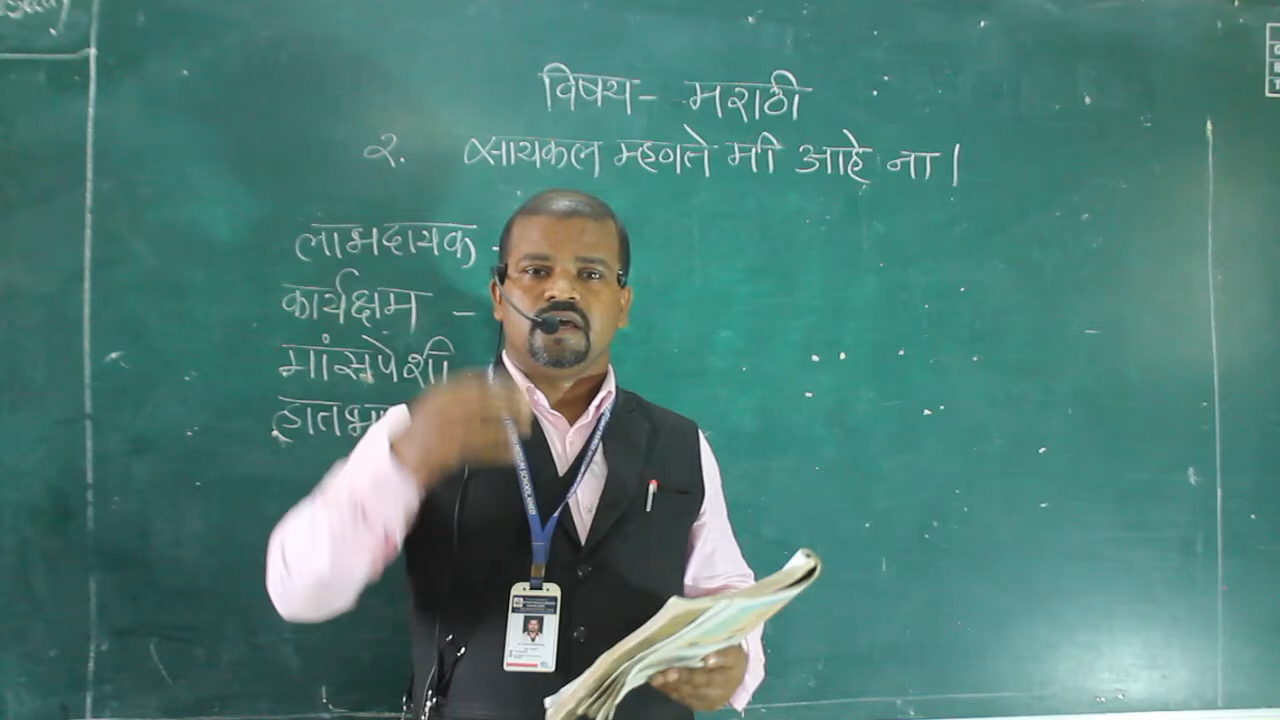 विषय- मराठी
२. सायकल म्हणते मी आहे ना।
लाभदायक -
कार्यक्षम -
मांसपेशी